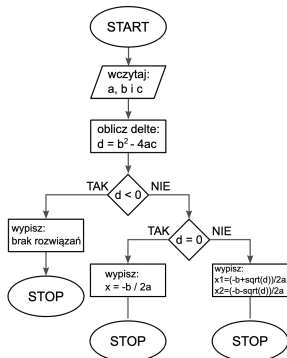 START
wczytaj:
a, b i c
oblicz delte:
d = b² - 4ac
TAK
NIE
d < 0
wypisz:
brak rozwiązań
TAK
NIE
d = 0
STOP
wypisz:
x = -b / 2a
wypisz:
x1=(-b+sqrt(d))/2a
x2=(-b-sqrt(d))/2a
STOP
STOP